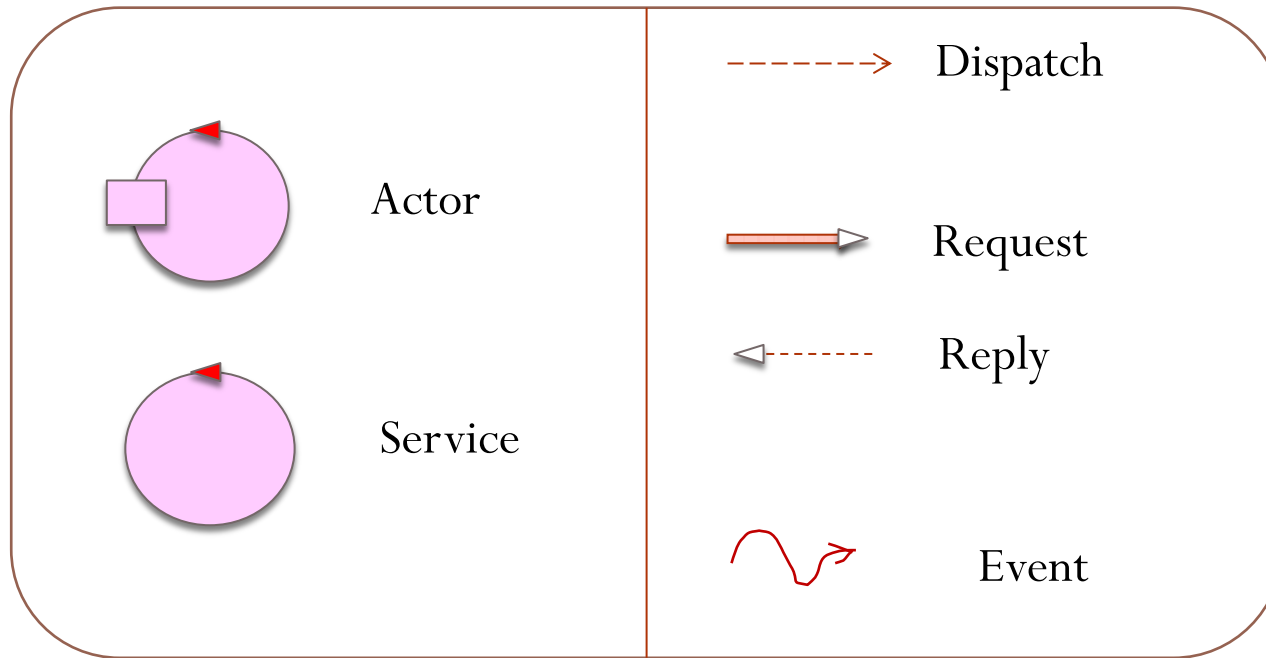 Actor
Service
Dispatch
Request
Reply
Event